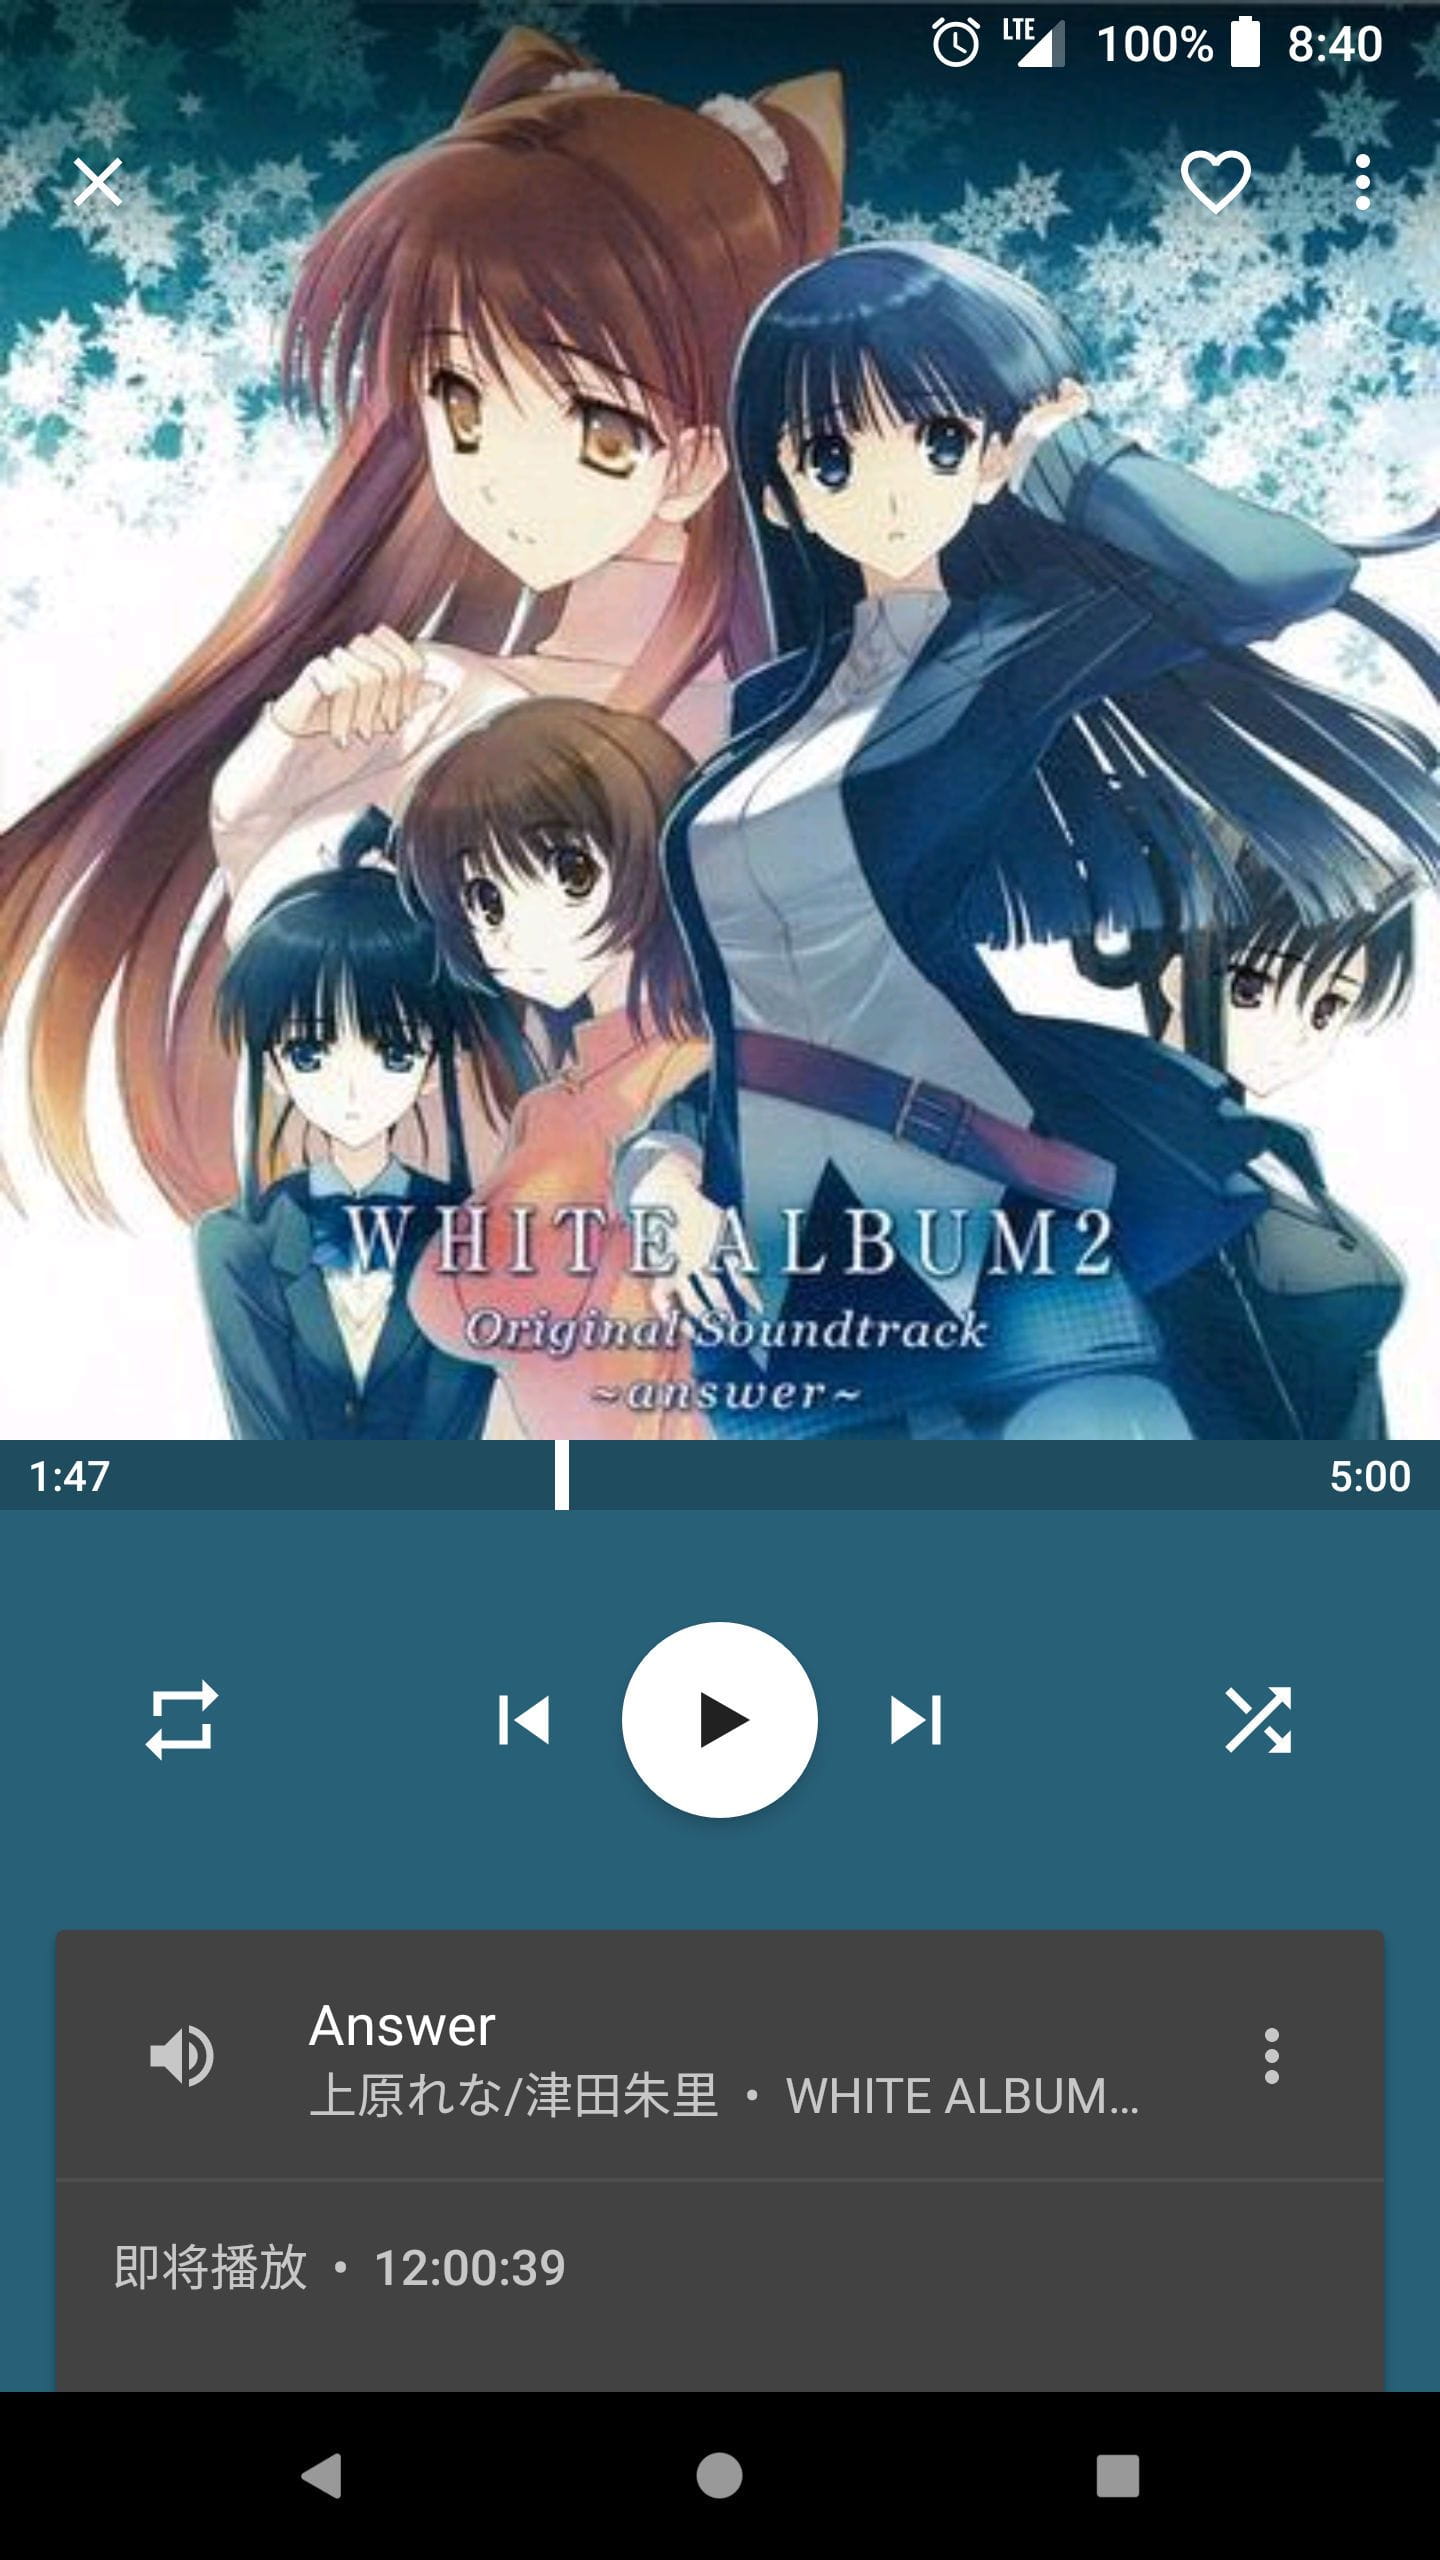 LTE 100% 8:40
WHITE ALBUM2
Original Soundtrack
~answer~
1:47 5:00
Answer
上原れな/津田朱里 • WHITE ALBUM...
即将播放 • 12:00:39